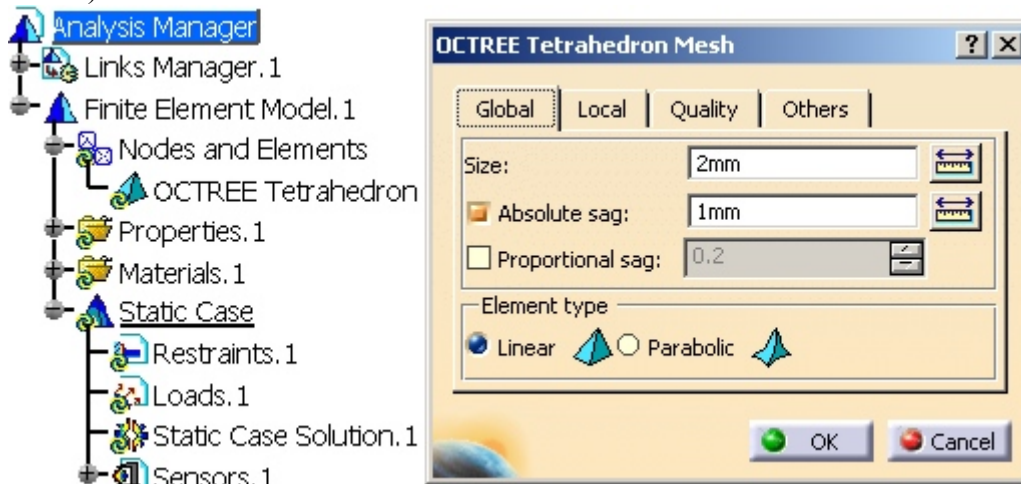 Analysis Manager
Links Manager.1
Finite Element Model.1
Nodes and Elements
OCTREE Tetrahedron
Properties.1
Materials.1
Static Case
Restraints.1
Loads.1
Static Case Solution.1
Sensors.1
OCTREE Tetrahedron Mesh
Global Local Quality Others
Size: 2mm
Absolute sag: 1mm
Proportional sag: 0.2
Element type
Linear Parabolic
OK Cancel